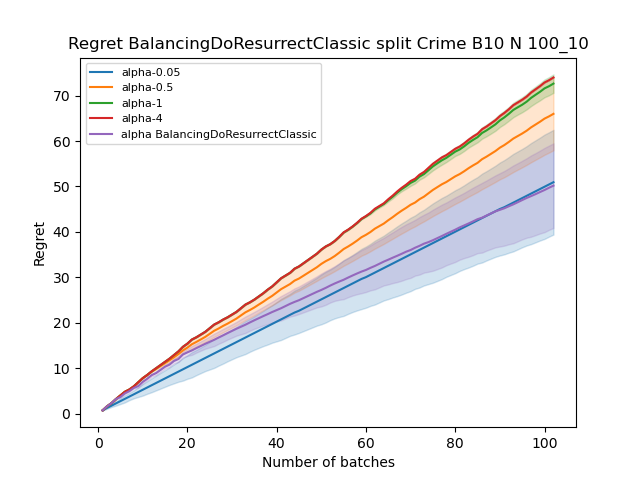 Regret BalancingDoResurrectClassic split Crime B10 N 100_10
alpha-0.05
alpha-0.5
alpha-1
alpha-4
alpha BalancingDoResurrectClassic
70
60
50
40
30
20
10
0
Regret
0 20 40 60 80 100
Number of batches